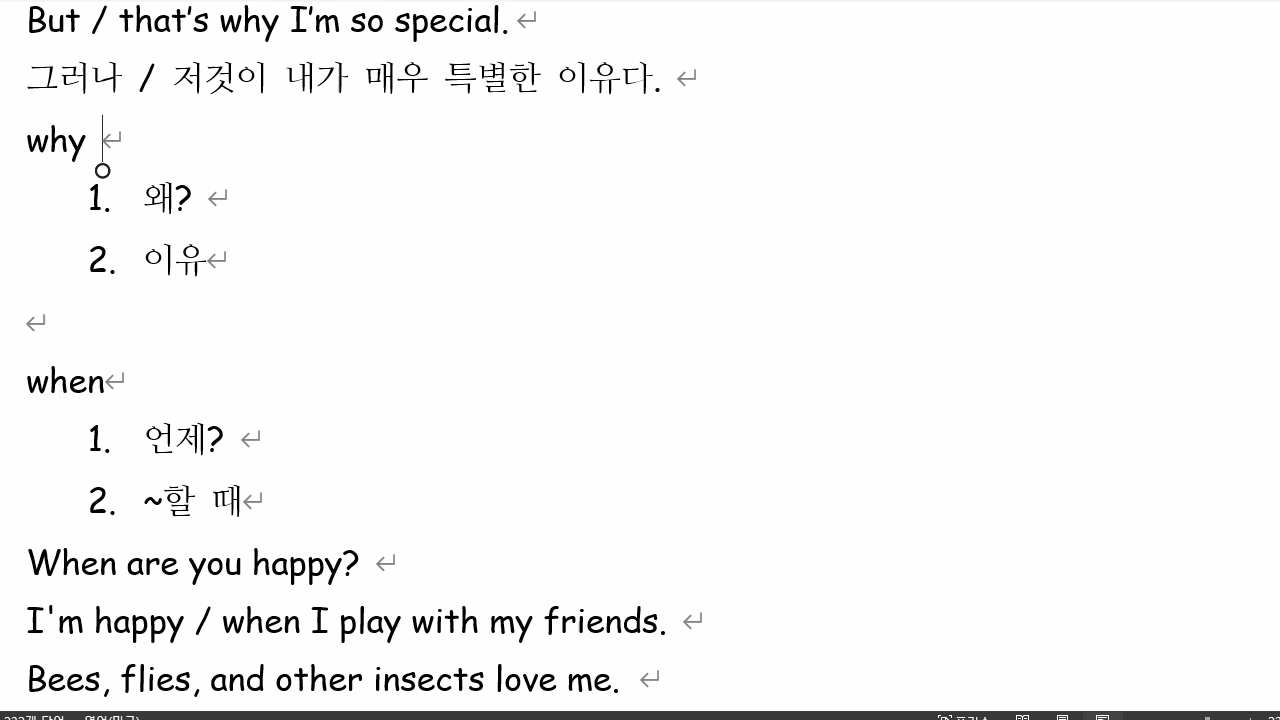 But / that’s why I’m so special.
그러나 / 저것이 내가 매우 특별한 이유다.
why
1. 왜?
2. 이유
when
1. 언제?
2. ~할 때
When are you happy?
I'm happy / when I play with my friends.
Bees, flies, and other insects love me.